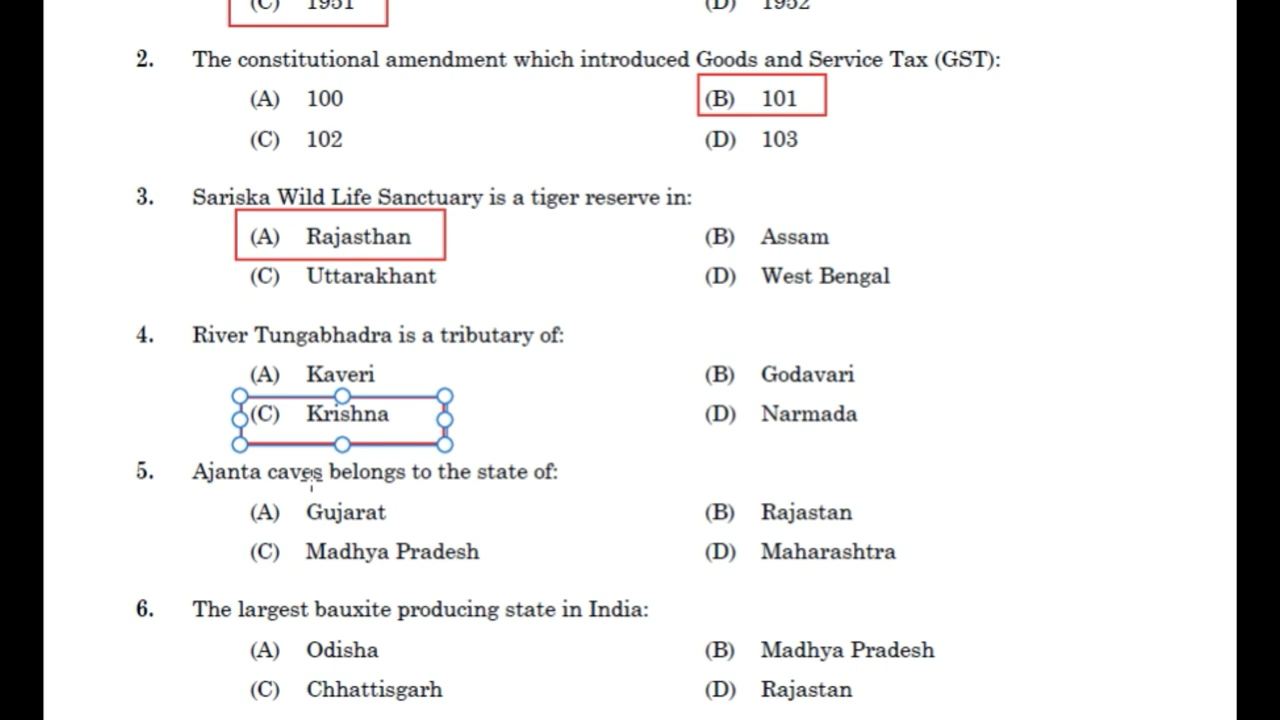 (C) 1951 (D) 1952
2. The constitutional amendment which introduced Goods and Service Tax (GST):
(A) 100 (B) 101
(C) 102 (D) 103
3. Sariska Wild Life Sanctuary is a tiger reserve in:
(A) Rajasthan (B) Assam
(C) Uttarakhant (D) West Bengal
4. River Tungabhadra is a tributary of:
(A) Kaveri (B) Godavari
(C) Krishna (D) Narmada
5. Ajanta caves belongs to the state of:
(A) Gujarat (B) Rajastan
(C) Madhya Pradesh (D) Maharashtra
6. The largest bauxite producing state in India:
(A) Odisha (B) Madhya Pradesh
(C) Chhattisgarh (D) Rajastan